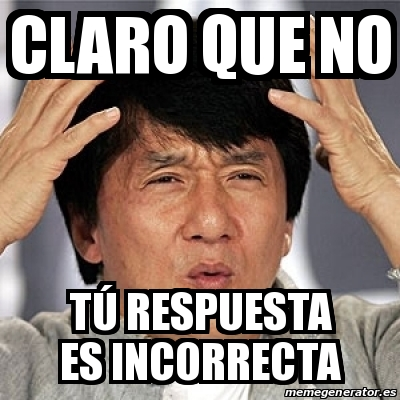 CLARO QUE NO
TÚ RESPUESTA
ES INCORRECTA
memegenerator.es